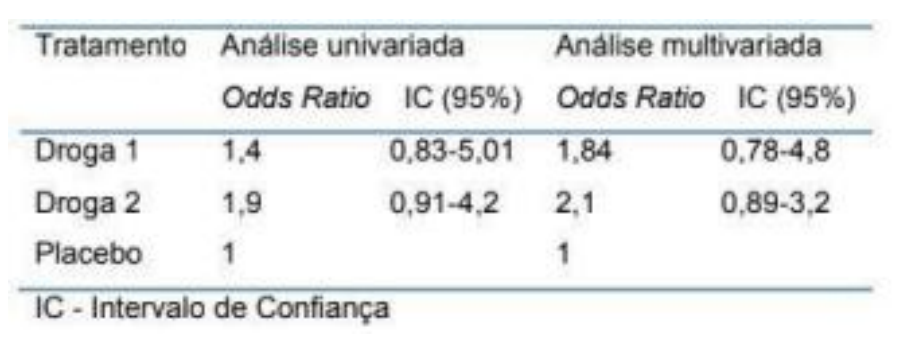 Tratamento Análise univariada Análise multivariada
Odds Ratio IC (95%) Odds Ratio IC (95%)
Droga 1 1,4 0,83-5,01 1,84 0,78-4,8
Droga 2 1,9 0,91-4,2 2,1 0,89-3,2
Placebo 1 1
IC - Intervalo de Confiança